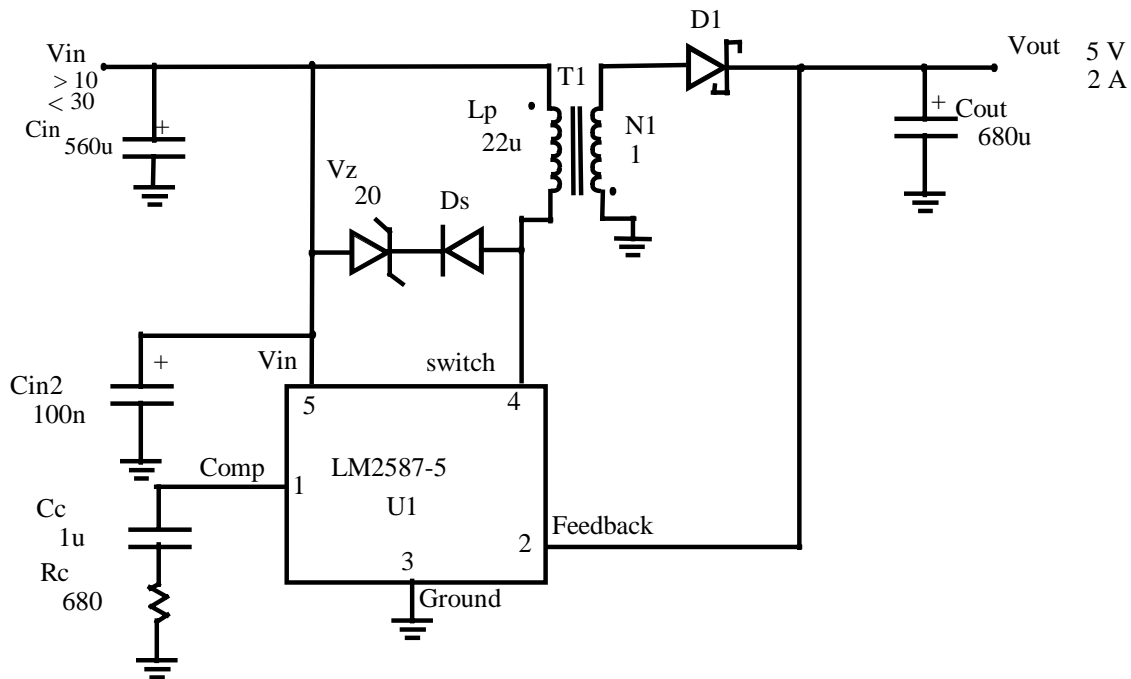 D1
Vin
> 10
< 30
Vout 5 V
2 A
T1
Cin
560u
+
Lp
22u
N1
1
+
Cout
680u
Vz
20
Ds
Vin
switch
+
Cin2
100n
5
4
Comp
1
LM2587-5
U1
Cc
1u
Feedback
2
3
Rc
680
Ground